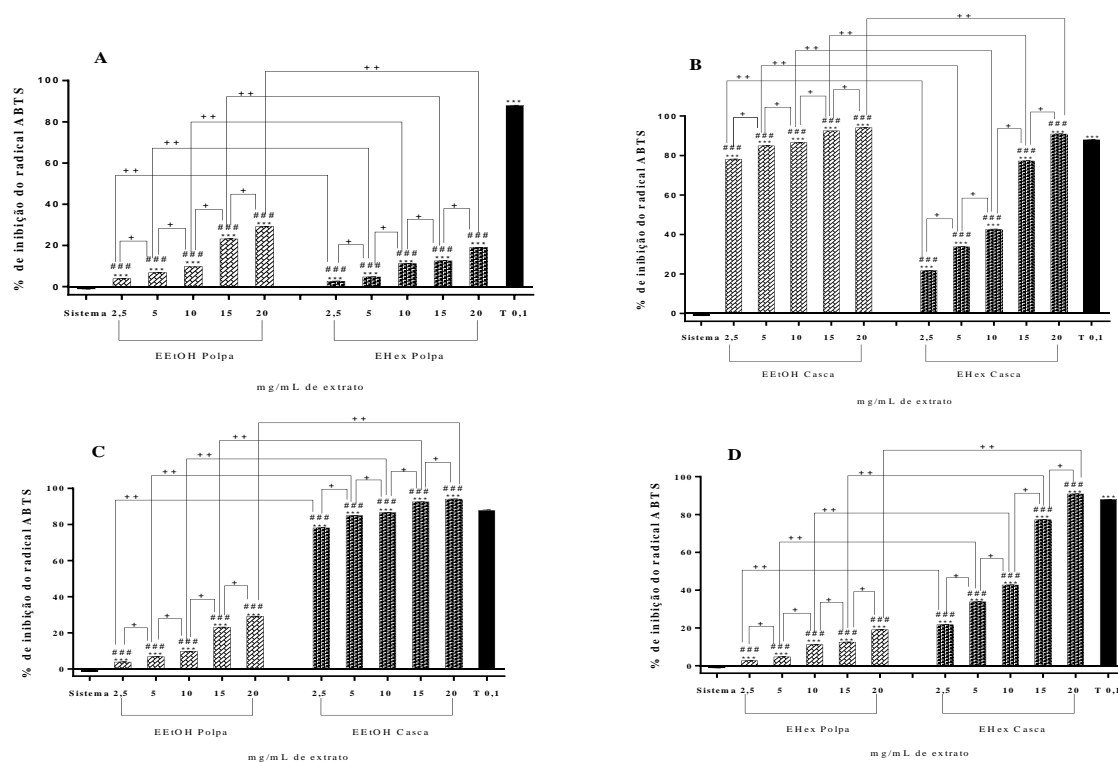 A
% de inibição do radical ABTS
+ +
+ +
+ +
+ +
+ +
100
80
60
40
20
0
+ + + +
+ + + +
### ### ### ### ###
### ### ### ### ###
*** *** *** *** ***
*** *** *** *** ***
***
Sistema 2,5 5 10 15 20 2,5 5 10 15 20 T 0,1
EEtOH Polpa EHex Polpa
mg/mL de extrato
B
% de inibição do radical ABTS
+ +
+ +
+ +
+ +
+ +
100
80
60
40
20
0
+ + + +
+ + + +
### ### ### ### ###
### ### ### ### ###
*** *** *** *** ***
*** *** *** *** ***
***
Sistema 2,5 5 10 15 20 2,5 5 10 15 20 T 0,1
EEtOH Casca EHex Casca
mg/mL de extrato
C
% de inibição do radical ABTS
+ +
+ +
+ +
+ +
+ +
100
80
60
40
20
0
+ + + +
+ + + +
### ### ### ### ###
### ### ### ### ###
*** *** *** *** ***
*** *** *** *** ***
Sistema 2,5 5 10 15 20 2,5 5 10 15 20 T 0,1
EEtOH Polpa EEtOH Casca
mg/mL de extrato
D
% de inibição do radical ABTS
+ +
+ +
+ +
+ +
+ +
100
80
60
40
20
0
+ + + +
+ + + +
### ### ### ### ###
### ### ### ### ###
*** *** *** *** ***
*** *** *** *** ***
***
Sistema 2,5 5 10 15 20 2,5 5 10 15 20 T 0,1
EHex Polpa EHex Casca
mg/mL de extrato